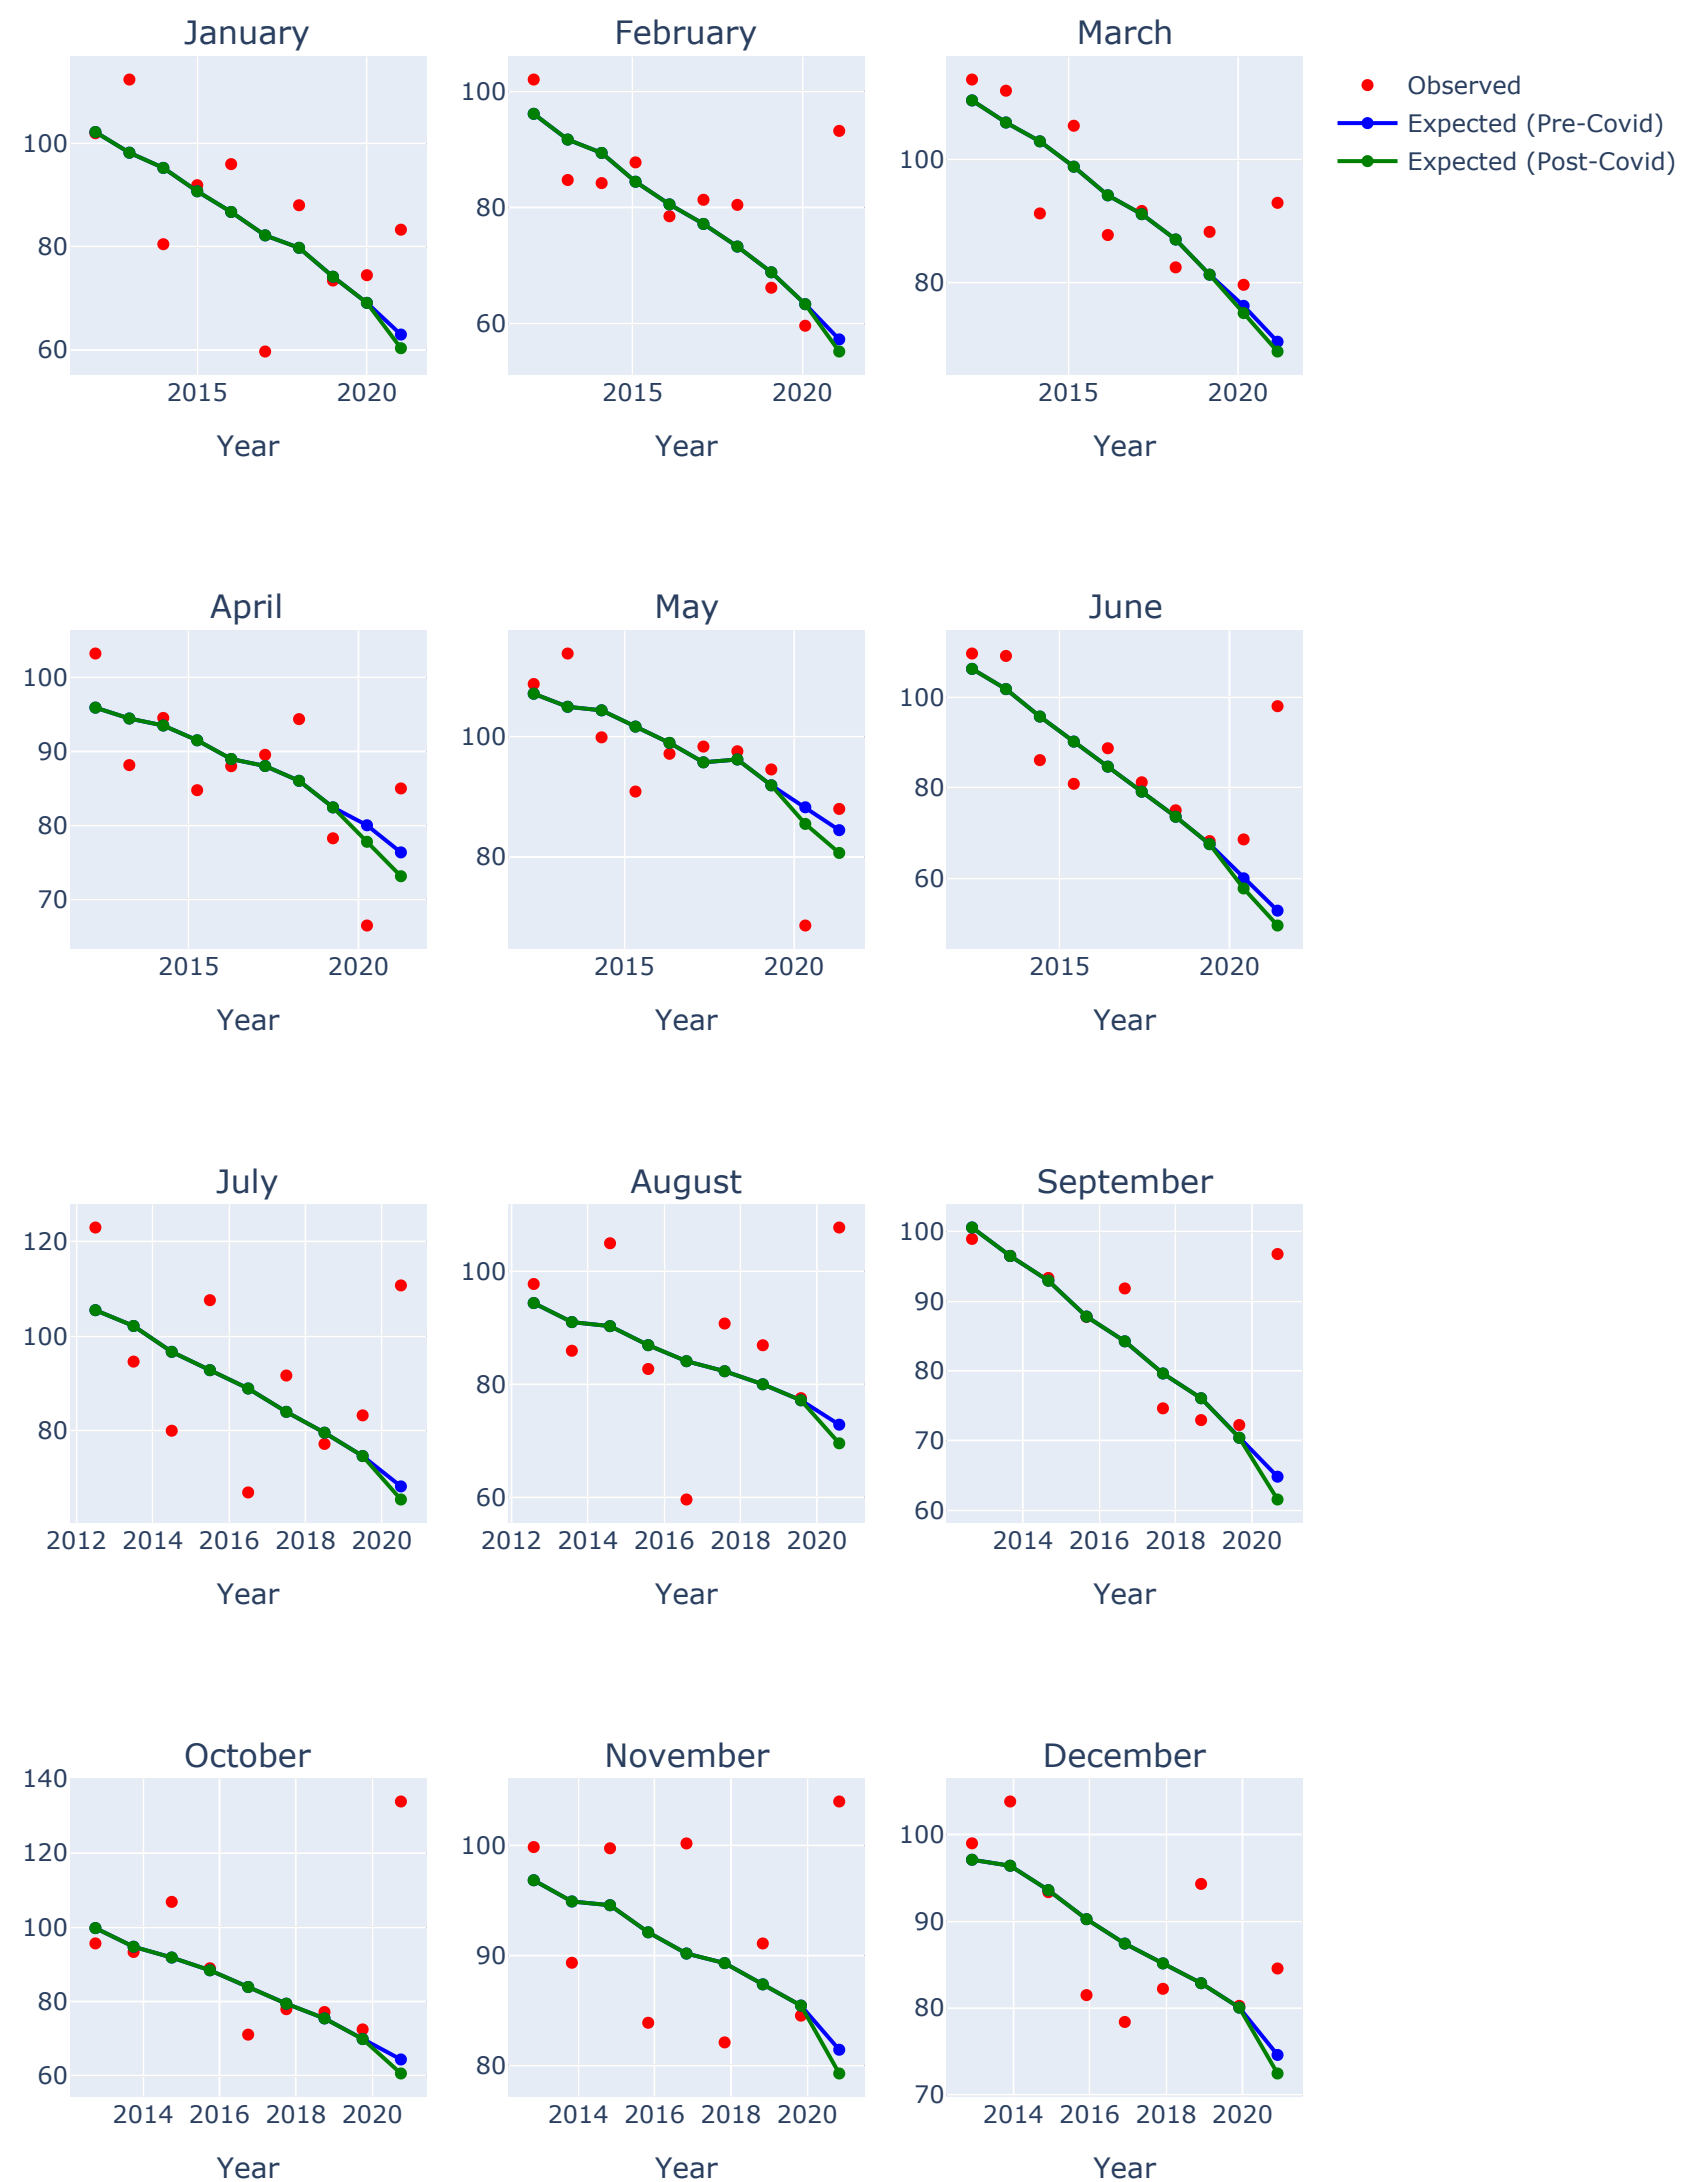 January
February
March
Observed
Expected (Pre-Covid)
Expected (Post-Covid)
100
80
60
2015
2020
Year
100
80
60
2015
2020
Year
100
80
2015
2020
Year
April
May
June
100
90
80
70
2015
2020
Year
100
80
2015
2020
Year
100
80
60
2015
2020
Year
July
August
September
120
100
80
2012 2014 2016 2018 2020
Year
100
80
60
2012 2014 2016 2018 2020
Year
100
90
80
70
60
2014 2016 2018 2020
Year
October
November
December
140
120
100
80
60
2014 2016 2018 2020
Year
100
90
80
2014 2016 2018 2020
Year
100
90
80
70
2014 2016 2018 2020
Year